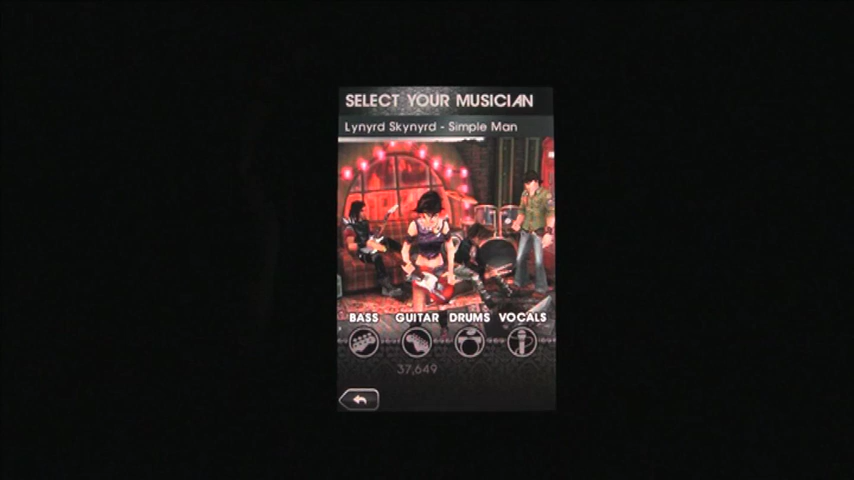 SELECT YOUR MUSICIAN
Lynyrd Skynyrd - Simple Man
BASS GUITAR DRUMS VOCALS
37,649